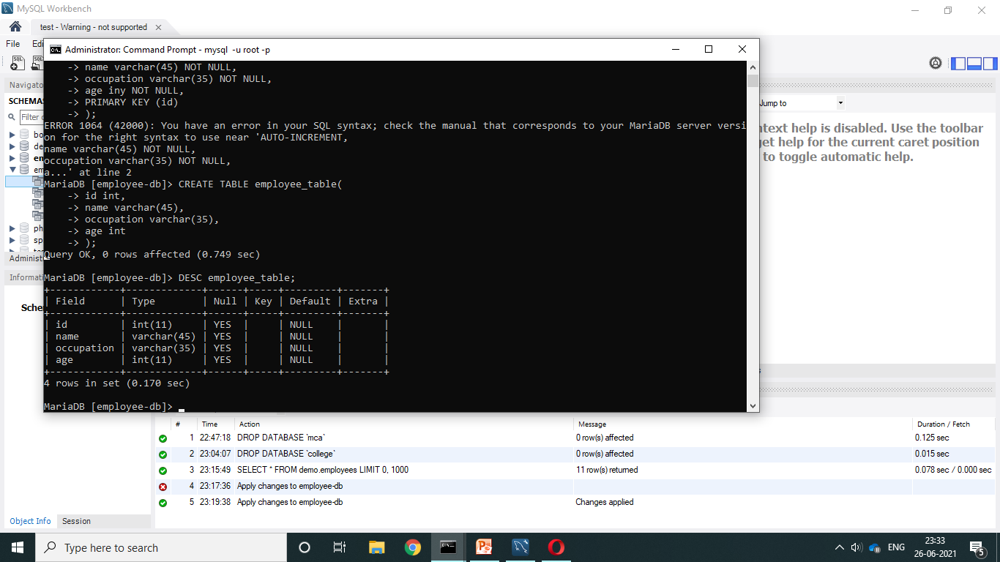 MySQL Workbench
test - Warning - not supported
File Edi
Administrator: Command Prompt - mysql -u root -p
Navigato
SCHEMAS
Filter o
bo
de
en
em
ph
sp
Administ
Informati
Sche
-> name varchar(45) NOT NULL,
-> occupation varchar(35) NOT NULL,
-> age iny NOT NULL,
-> PRIMARY KEY (id)
-> );
ERROR 1064 (42000): You have an error in your SQL syntax; check the manual that corresponds to your MariaDB server versi
on for the right syntax to use near 'AUTO-INCREMENT,
name varchar(45) NOT NULL,
occupation varchar(35) NOT NULL,
a...' at line 2
MariaDB [employee-db]> CREATE TABLE employee_table(
-> id int,
-> name varchar(45),
-> occupation varchar(35),
-> age int
-> );
Query OK, 0 rows affected (0.749 sec)
MariaDB [employee-db]> DESC employee_table;
+------------+-------------+------+-----+---------+-------+
| Field | Type | Null | Key | Default | Extra |
+------------+-------------+------+-----+---------+-------+
| id | int(11) | YES | | NULL | |
| name | varchar(45) | YES | | NULL | |
| occupation | varchar(35) | YES | | NULL | |
| age | int(11) | YES | | NULL | |
+------------+-------------+------+-----+---------+-------+
4 rows in set (0.170 sec)
MariaDB [employee-db]>
Jump to
ntext help is disabled. Use the toolbar
get help for the current caret position
to toggle automatic help.
# Time Action Message Duration / Fetch
1 22:47:18 DROP DATABASE `mca` 0 row(s) affected 0.125 sec
2 23:04:07 DROP DATABASE `college` 0 row(s) affected 0.015 sec
3 23:15:49 SELECT * FROM demo.employees LIMIT 0, 1000 11 row(s) returned 0.078 sec / 0.000 sec
4 23:17:36 Apply changes to employee-db
5 23:19:38 Apply changes to employee-db Changes applied
Object Info Session
Type here to search
ENG
23:33
26-06-2021
5